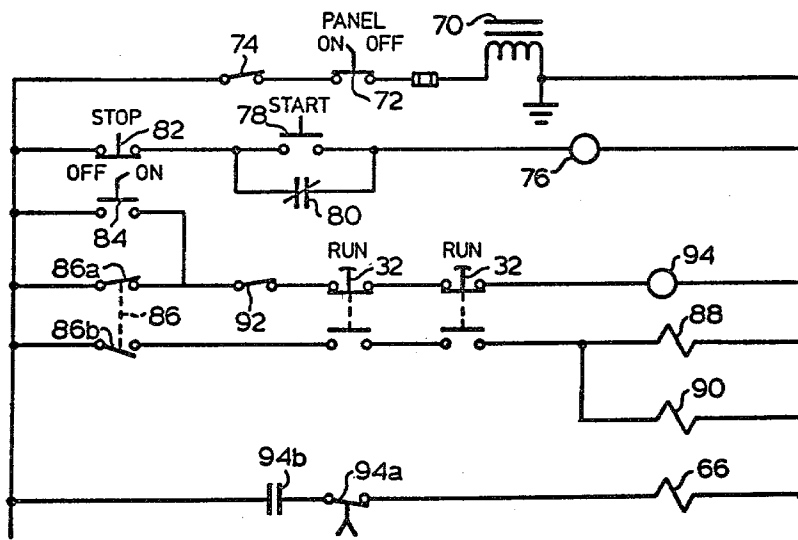 PANEL
70
74
ON OFF
72
STOP
82
78
START
76
OFF ON
80
84
RUN
RUN
86a
32
32
94
86
92
88
86b
90
94b
94a
66